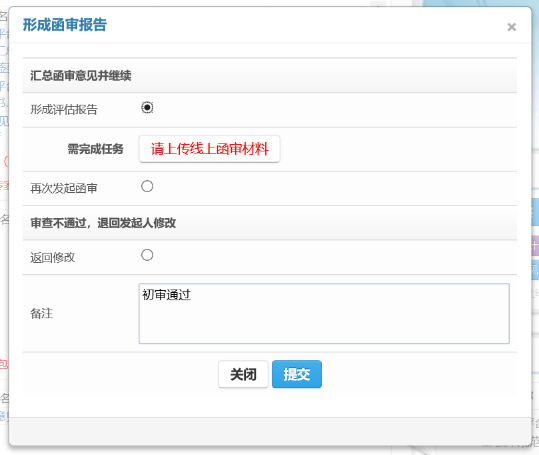 形成函审报告
×
汇总函审意见并继续
形成评估报告
需完成任务 请上传线上函审材料
再次发起函审
审查不通过，退回发起人修改
返回修改
备注 初审通过
关闭 提交